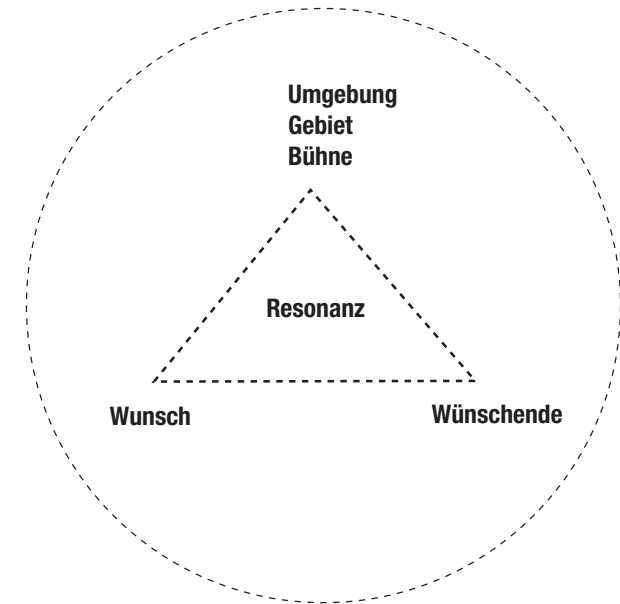 Umgebung
Gebiet
Bühne
Resonanz
Wunsch
Wünschende